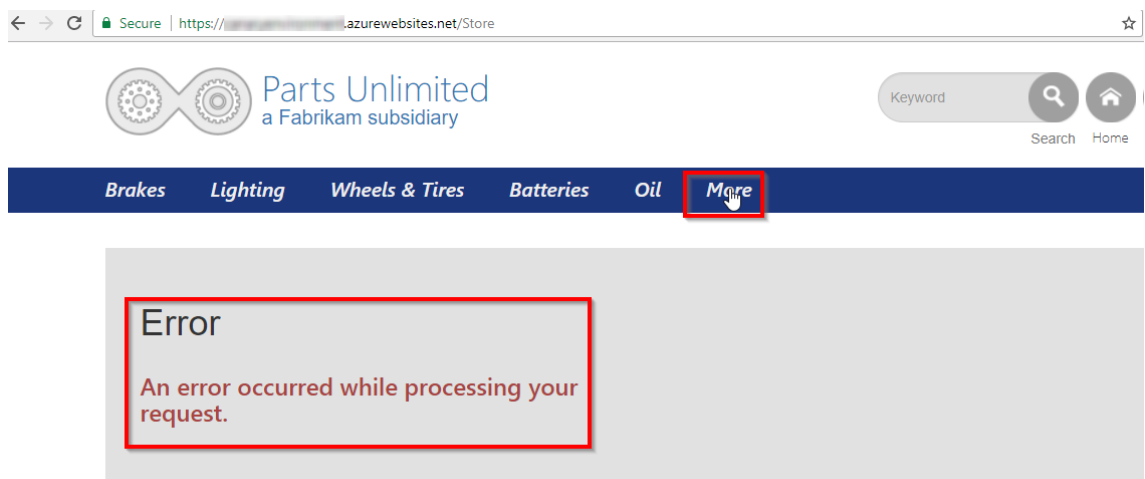 Secure | https:// .azurewebsites.net/Store
Parts Unlimited
a Fabrikam subsidiary
Keyword
Search Home
Brakes Lighting Wheels & Tires Batteries Oil More
Error
An error occurred while processing your
request.